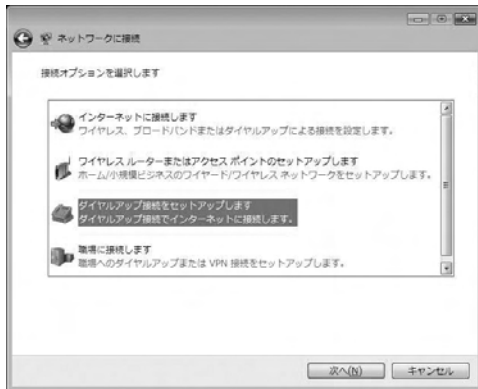 ネットワークに接続
接続オプションを選択します
インターネットに接続します
ワイヤレス、ブロードバンドまたはダイヤルアップによる接続を設定します。
ワイヤレス ルーターまたはアクセス ポイントのセットアップします
ホーム/小規模ビジネスのワイヤード/ワイヤレス ネットワークをセットアップします。
ダイヤルアップ接続をセットアップします
ダイヤルアップ接続でインターネットに接続します。
職場に接続します
職場へのダイヤルアップまたは VPN 接続をセットアップします。
次へ(N)
キャンセル